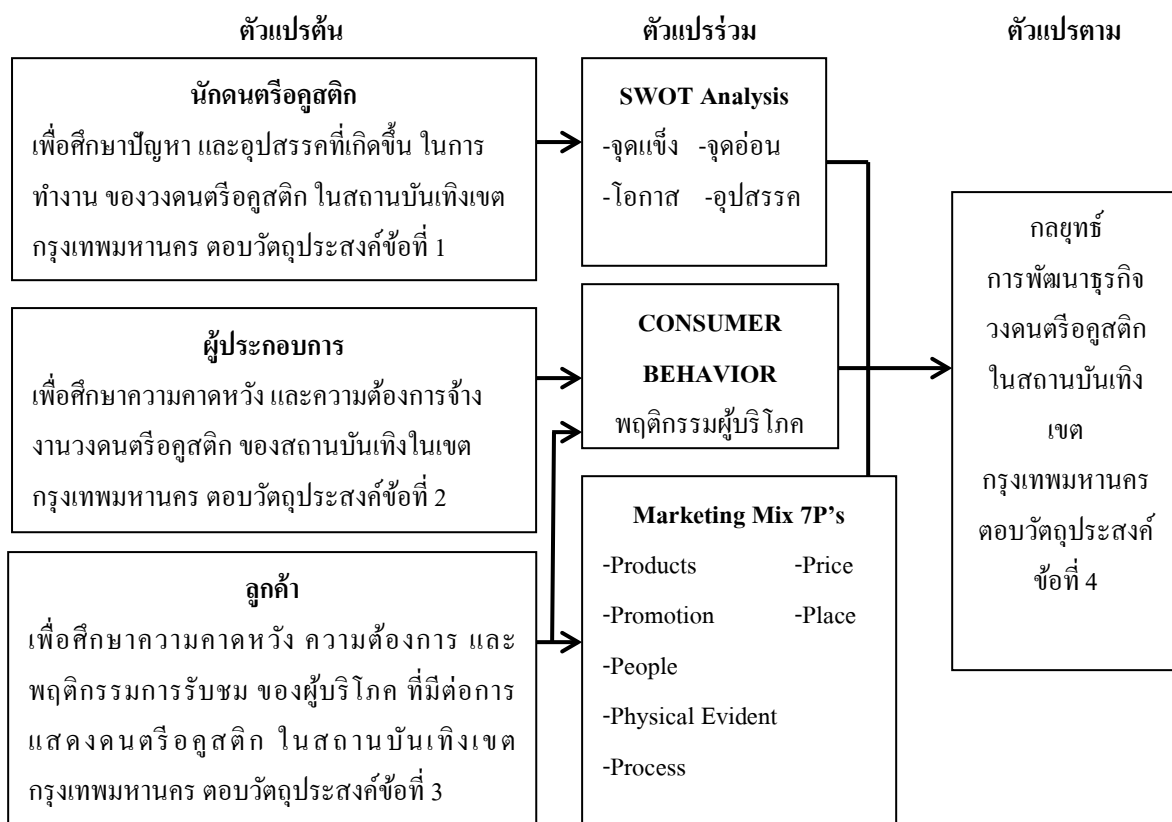 ตัวแปรต้น
ตัวแปรร่วม
ตัวแปรตาม
นักดนตรีอคูสติก
เพื่อศึกษาปัญหา และอุปสรรคที่เกิดขึ้น ในการ
ทำงาน ของวงดนตรีอคูสติก ในสถานบันเทิงเขต
กรุงเทพมหานคร ตอบวัตถุประสงค์ข้อที่ 1
ผู้ประกอบการ
เพื่อศึกษาความคาดหวัง และความต้องการจ้าง
งานวงดนตรีอคูสติก ของสถานบันเทิงในเขต
กรุงเทพมหานคร ตอบวัตถุประสงค์ข้อที่ 2
ลูกค้า
เพื่อศึกษาความคาดหวัง ความต้องการ และ
พฤติกรรมการรับชม ของผู้บริโภค ที่มีต่อการ
แสดงดนตรีอคูสติก ในสถานบันเทิงเขต
กรุงเทพมหานคร ตอบวัตถุประสงค์ข้อที่ 3
SWOT Analysis
-จุดแข็ง -จุดอ่อน
-โอกาส -อุปสรรค
CONSUMER
BEHAVIOR
พฤติกรรมผู้บริโภค
Marketing Mix 7P’s
-Products -Price
-Promotion -Place
-People
-Physical Evident
-Process
กลยุทธ์
การพัฒนาธุรกิจ
วงดนตรีอคูสติก
ในสถานบันเทิง
เขต
กรุงเทพมหานคร
ตอบวัตถุประสงค์
ข้อที่ 4